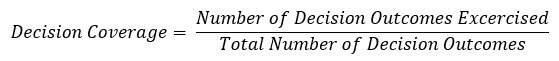 Decision Coverage = Number of Decision Outcomes Excercised / Total Number of Decision Outcomes